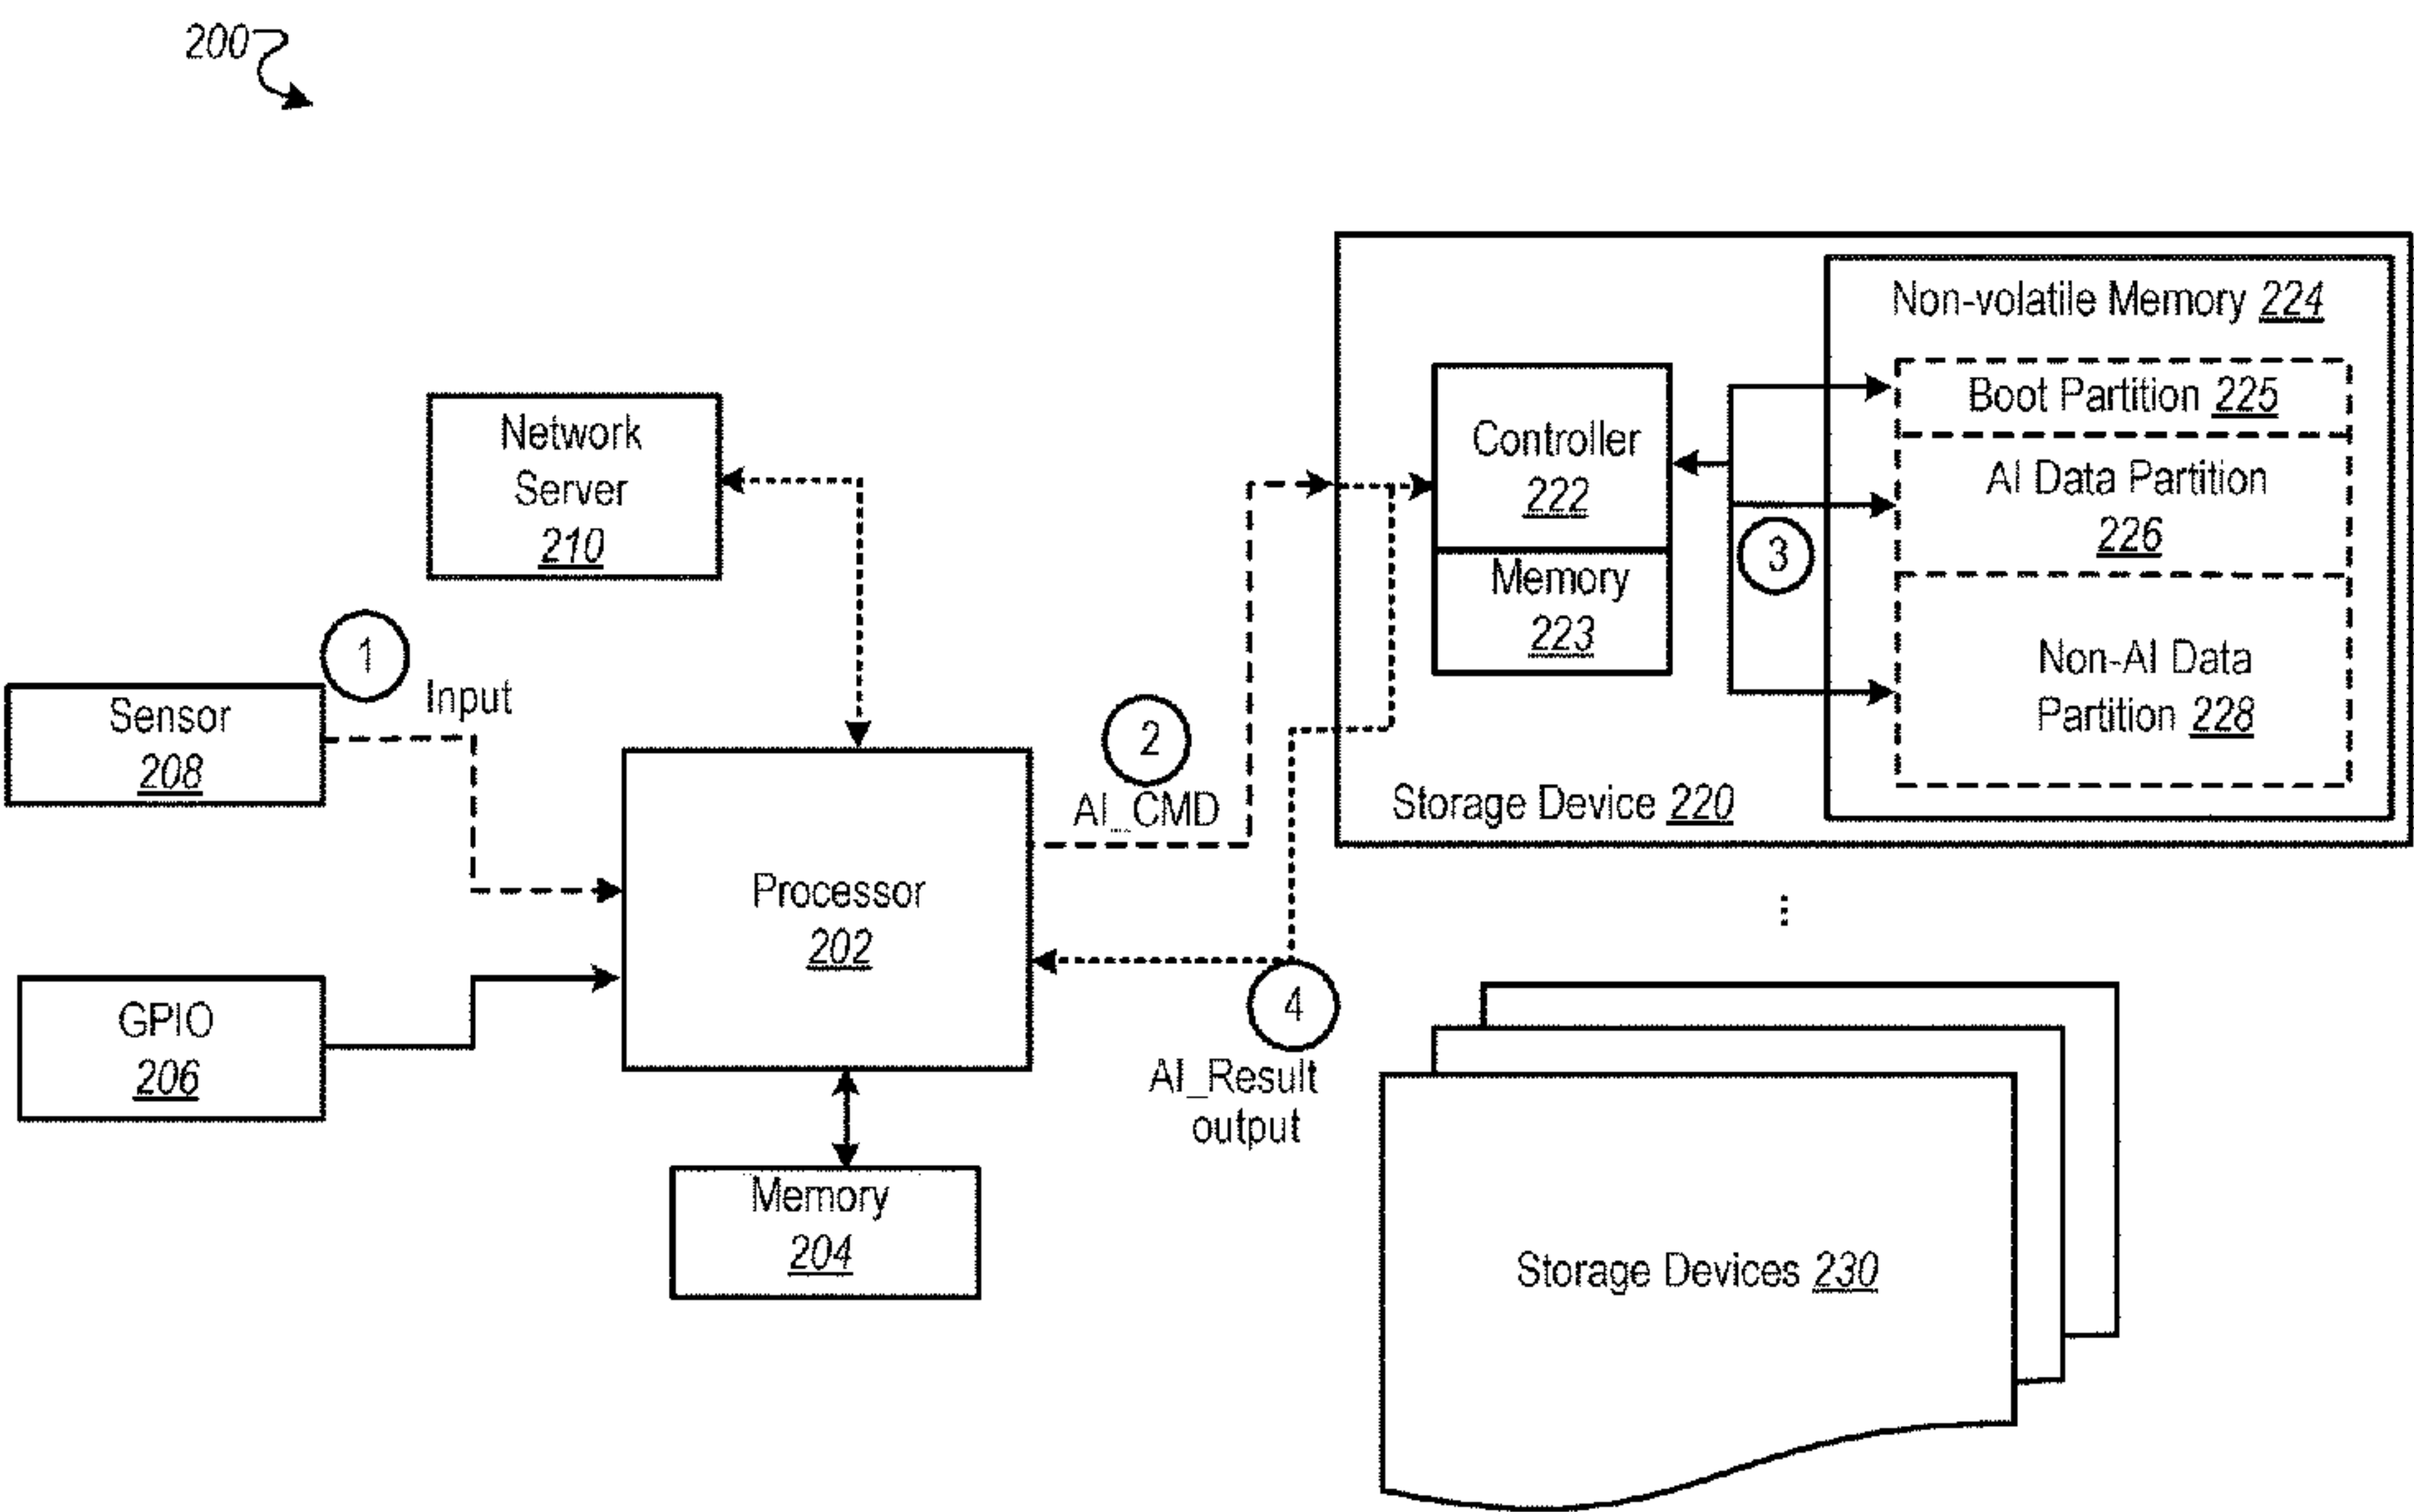 200
Non-volatile Memory 224
Boot Partition 225
AI Data Partition
226
Non-AI Data
Partition 228
Controller
222
Memory
223
3
Storage Device 220
Network
Server
210
1
Input
Sensor
208
2
AI_CMD
Processor
202
GPIO
206
4
AI_Result
output
Memory
204
Storage Devices 230